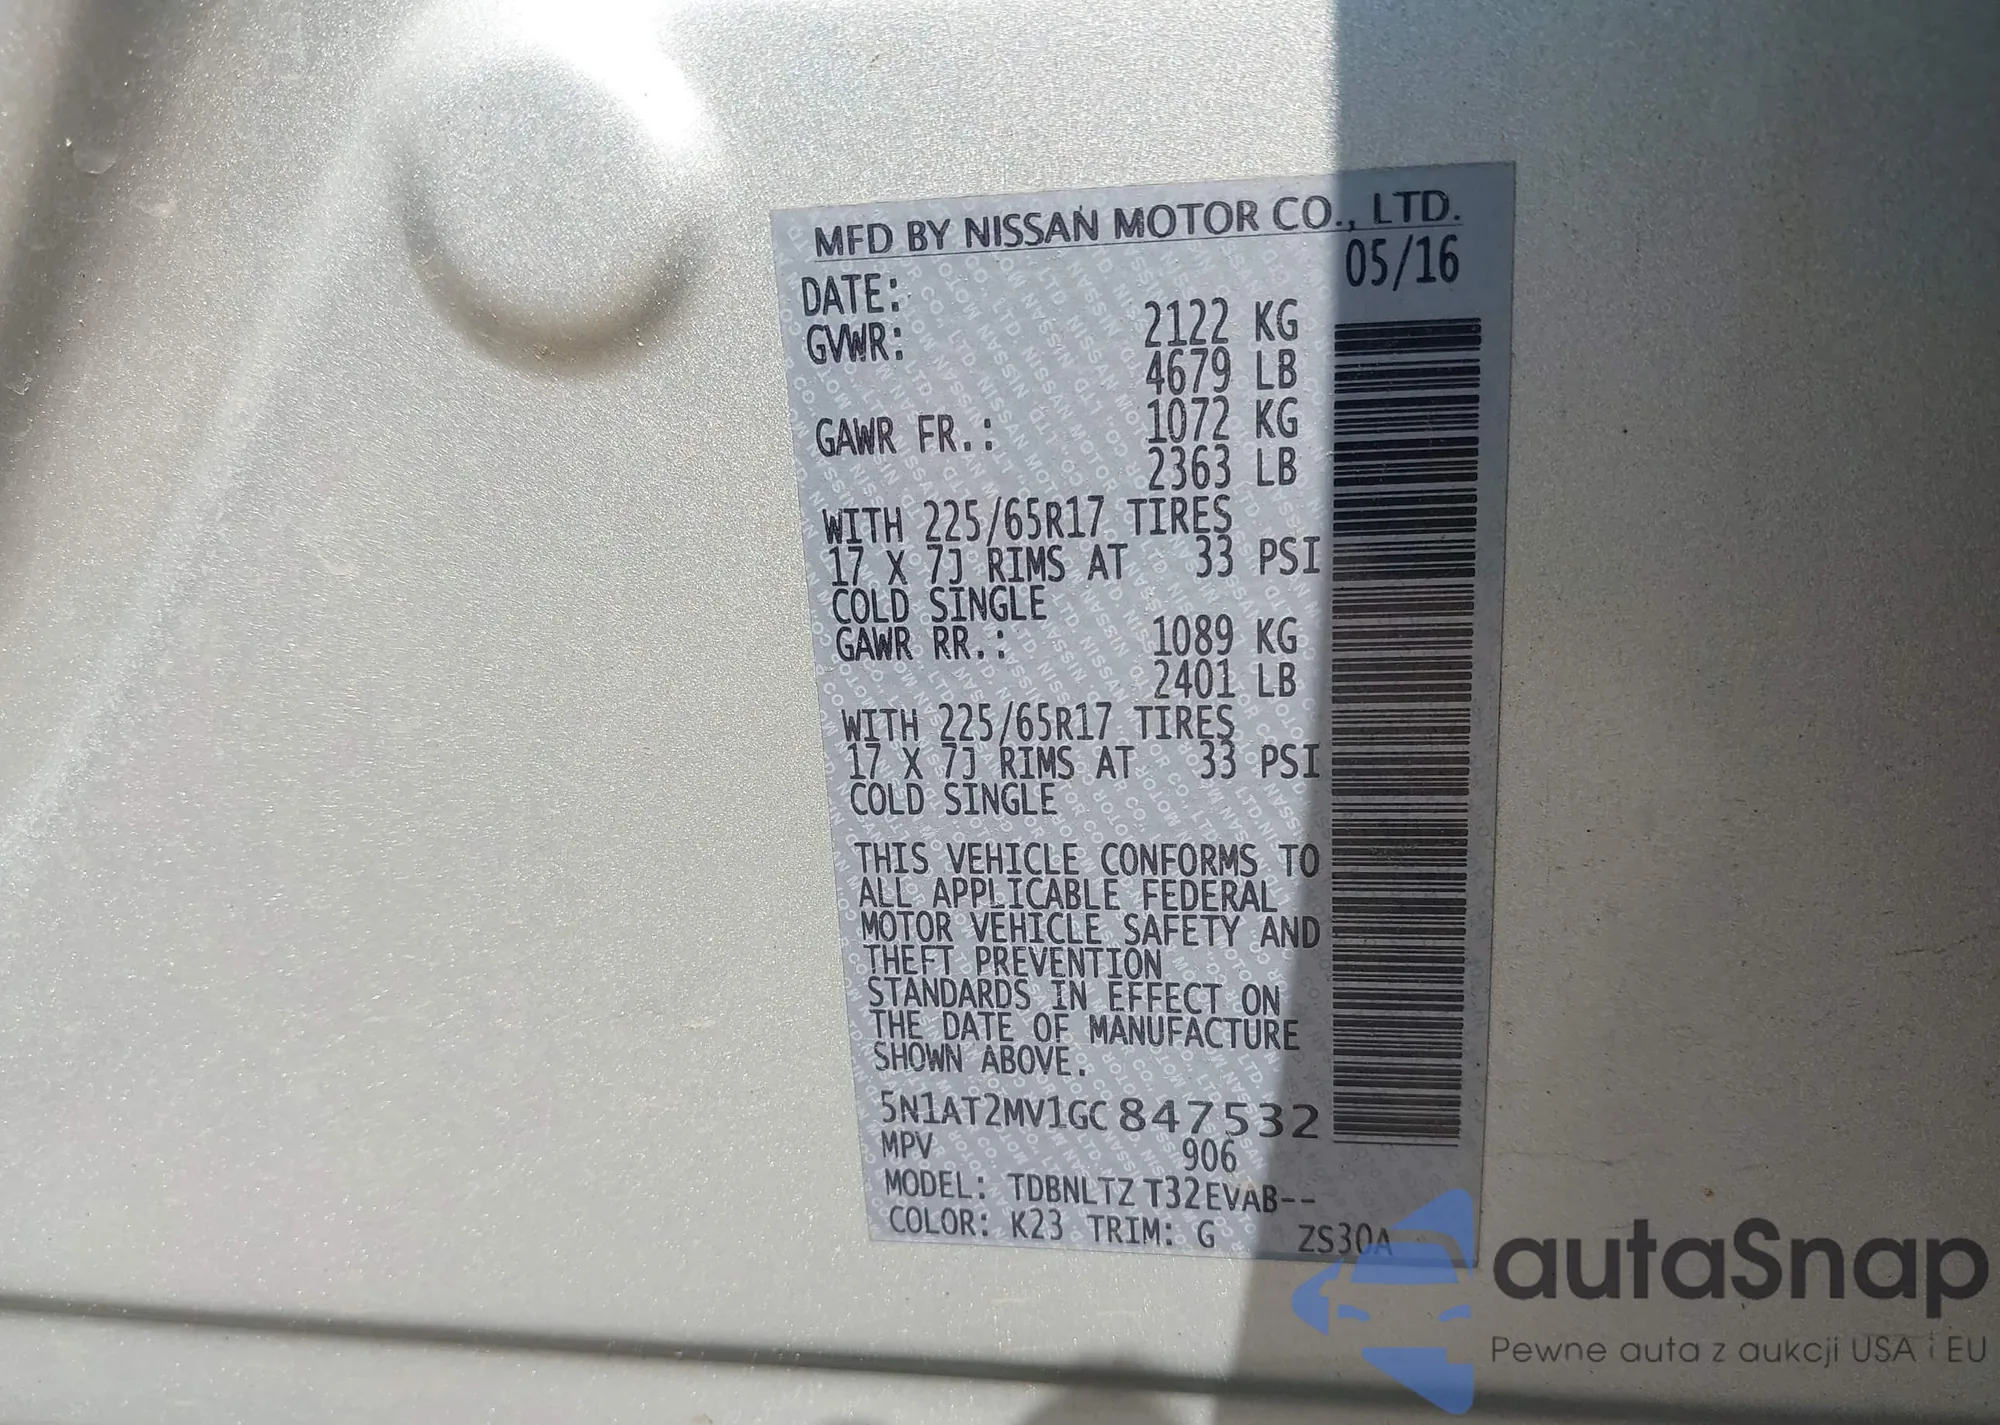 MFD BY NISSAN MOTOR CO., LTD.
DATE: 05/16
GVWR: 2122 KG
4679 LB
GAWR FR.: 1072 KG
2363 LB
WITH 225/65R17 TIRES
17 X 7J RIMS AT 33 PSI
COLD SINGLE
GAWR RR.: 1089 KG
2401 LB
WITH 225/65R17 TIRES
17 X 7J RIMS AT 33 PSI
COLD SINGLE
THIS VEHICLE CONFORMS TO
ALL APPLICABLE FEDERAL
MOTOR VEHICLE SAFETY AND
THEFT PREVENTION
STANDARDS IN EFFECT ON
THE DATE OF MANUFACTURE
SHOWN ABOVE.
5N1AT2MV1GC847532
MPV 906
MODEL: TDBNLTZ T32EVAB--
COLOR: K23 TRIM: G ZS30A
autaSnap
Pewne auta z aukcji USA i EU